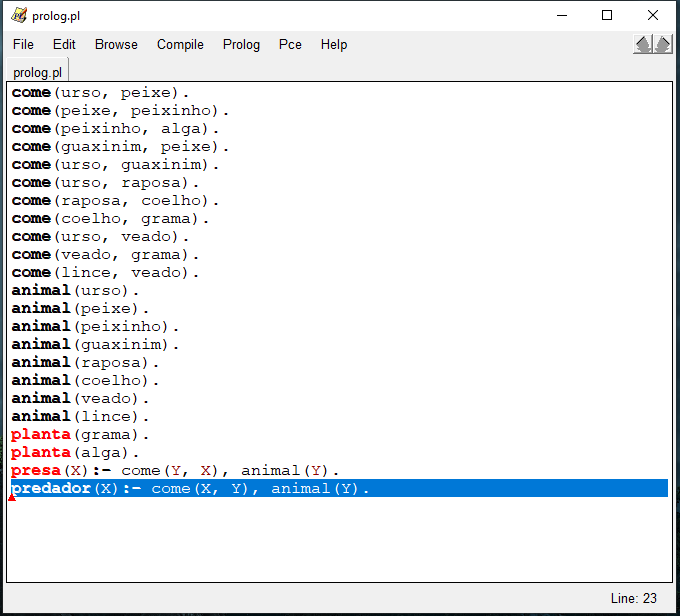 prolog.pl
File Edit Browse Compile Prolog Pce Help
prolog.pl
come(urso, peixe).
come(peixe, peixinho).
come(peixinho, alga).
come(guaxinim, peixe).
come(urso, guaxinim).
come(urso, raposa).
come(raposa, coelho).
come(coelho, grama).
come(urso, veado).
come(veado, grama).
come(lince, veado).
animal(urso).
animal(peixe).
animal(peixinho).
animal(guaxinim).
animal(raposa).
animal(coelho).
animal(veado).
animal(lince).
planta(grama).
planta(alga).
presa(X):- come(Y, X), animal(Y).
predador(X):- come(X, Y), animal(Y).
Line: 23